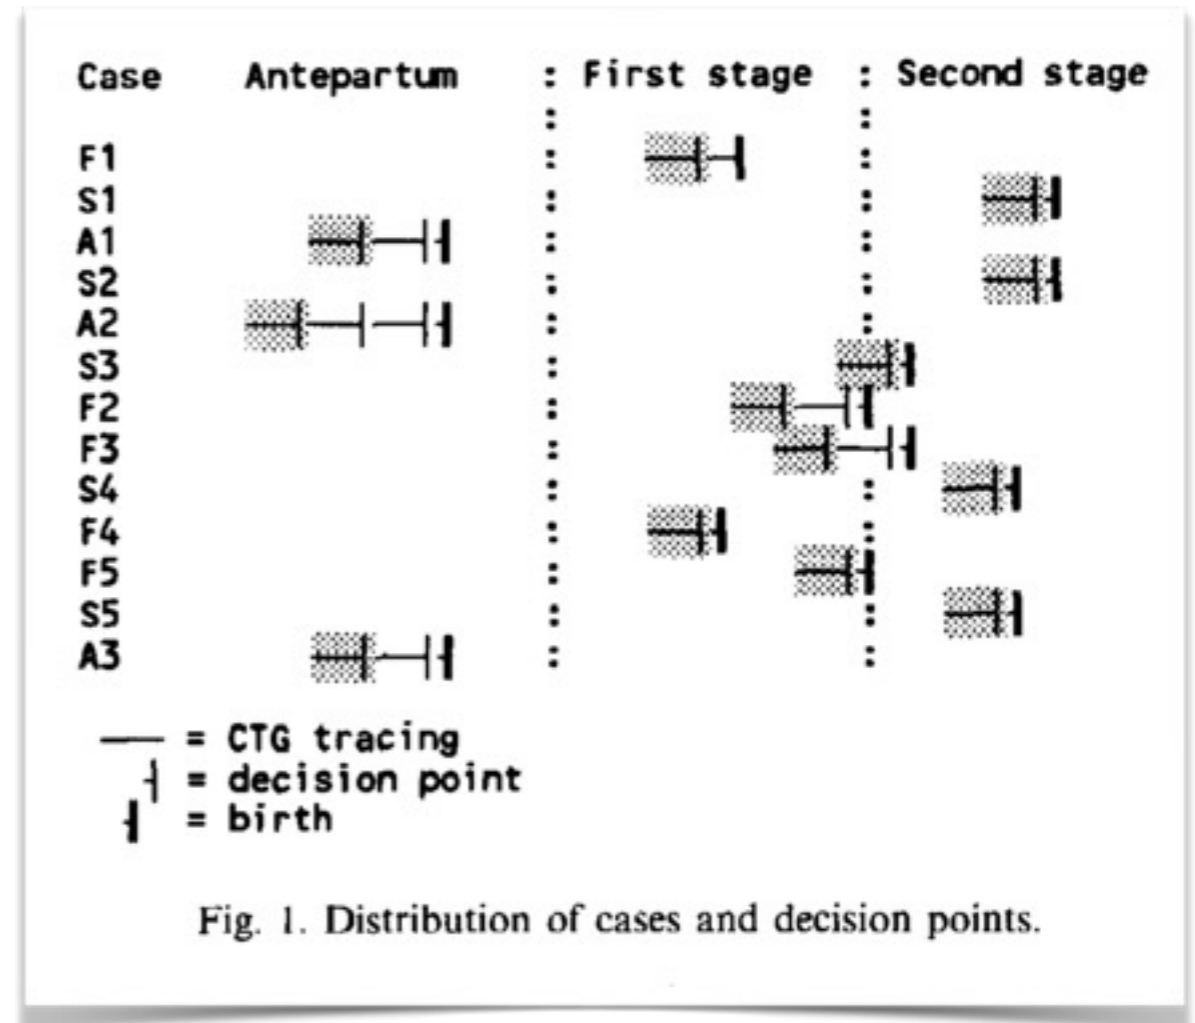 Case Antepartum : First stage : Second stage
F1
S1
A1
S2
A2
S3
F2
F3
S4
F4
F5
S5
A3
= CTG tracing
= decision point
= birth
Fig. 1. Distribution of cases and decision points.